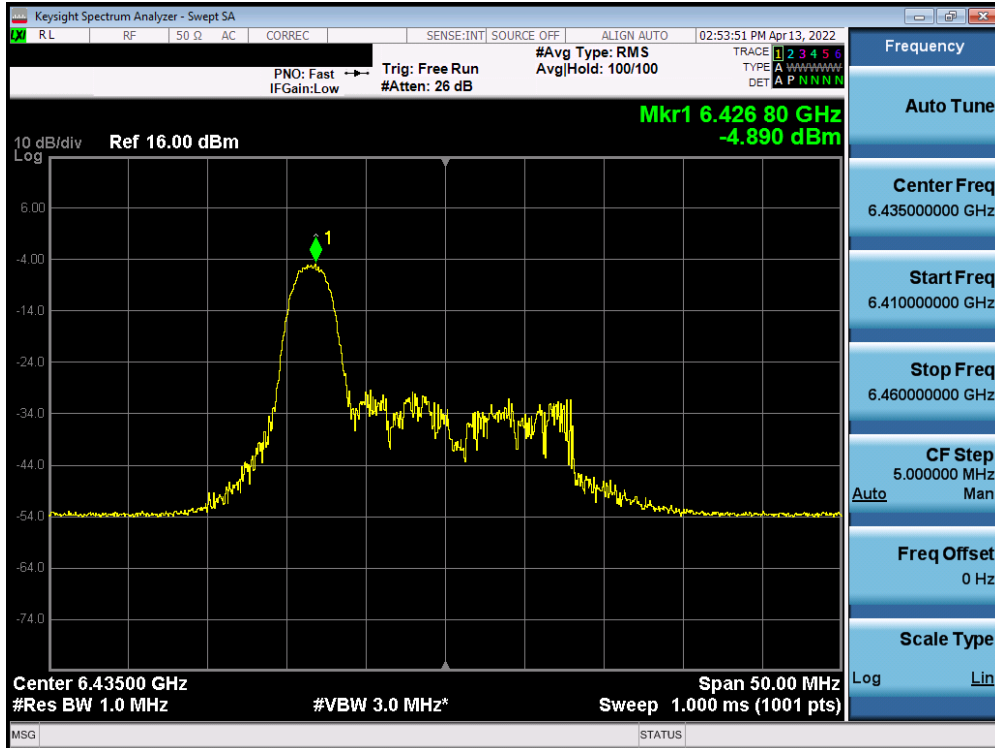 Keysight Spectrum Analyzer - Swept SA
LXI RL RF 50 Ω AC CORREC SENSE:INT SOURCE OFF ALIGN AUTO 02:53:51 PM Apr 13, 2022
Frequency
#Avg Type: RMS TRACE 1 2 3 4 5 6
PNO: Fast Trig: Free Run Avg|Hold: 100/100 TYPE A WWWWW
IFGain:Low #Atten: 26 dB DET A P N N N N
Auto Tune
Mkr1 6.426 80 GHz
-4.890 dBm
10 dB/div Ref 16.00 dBm
Log
Center Freq
6.435000000 GHz
6.00
1
-4.00
Start Freq
6.410000000 GHz
-14.0
-24.0
Stop Freq
6.460000000 GHz
-34.0
-44.0
CF Step
5.000000 MHz
Auto Man
-54.0
Freq Offset
0 Hz
-64.0
-74.0
Scale Type
Log Lin
Center 6.43500 GHz Span 50.00 MHz
#Res BW 1.0 MHz #VBW 3.0 MHz* Sweep 1.000 ms (1001 pts)
MSG STATUS